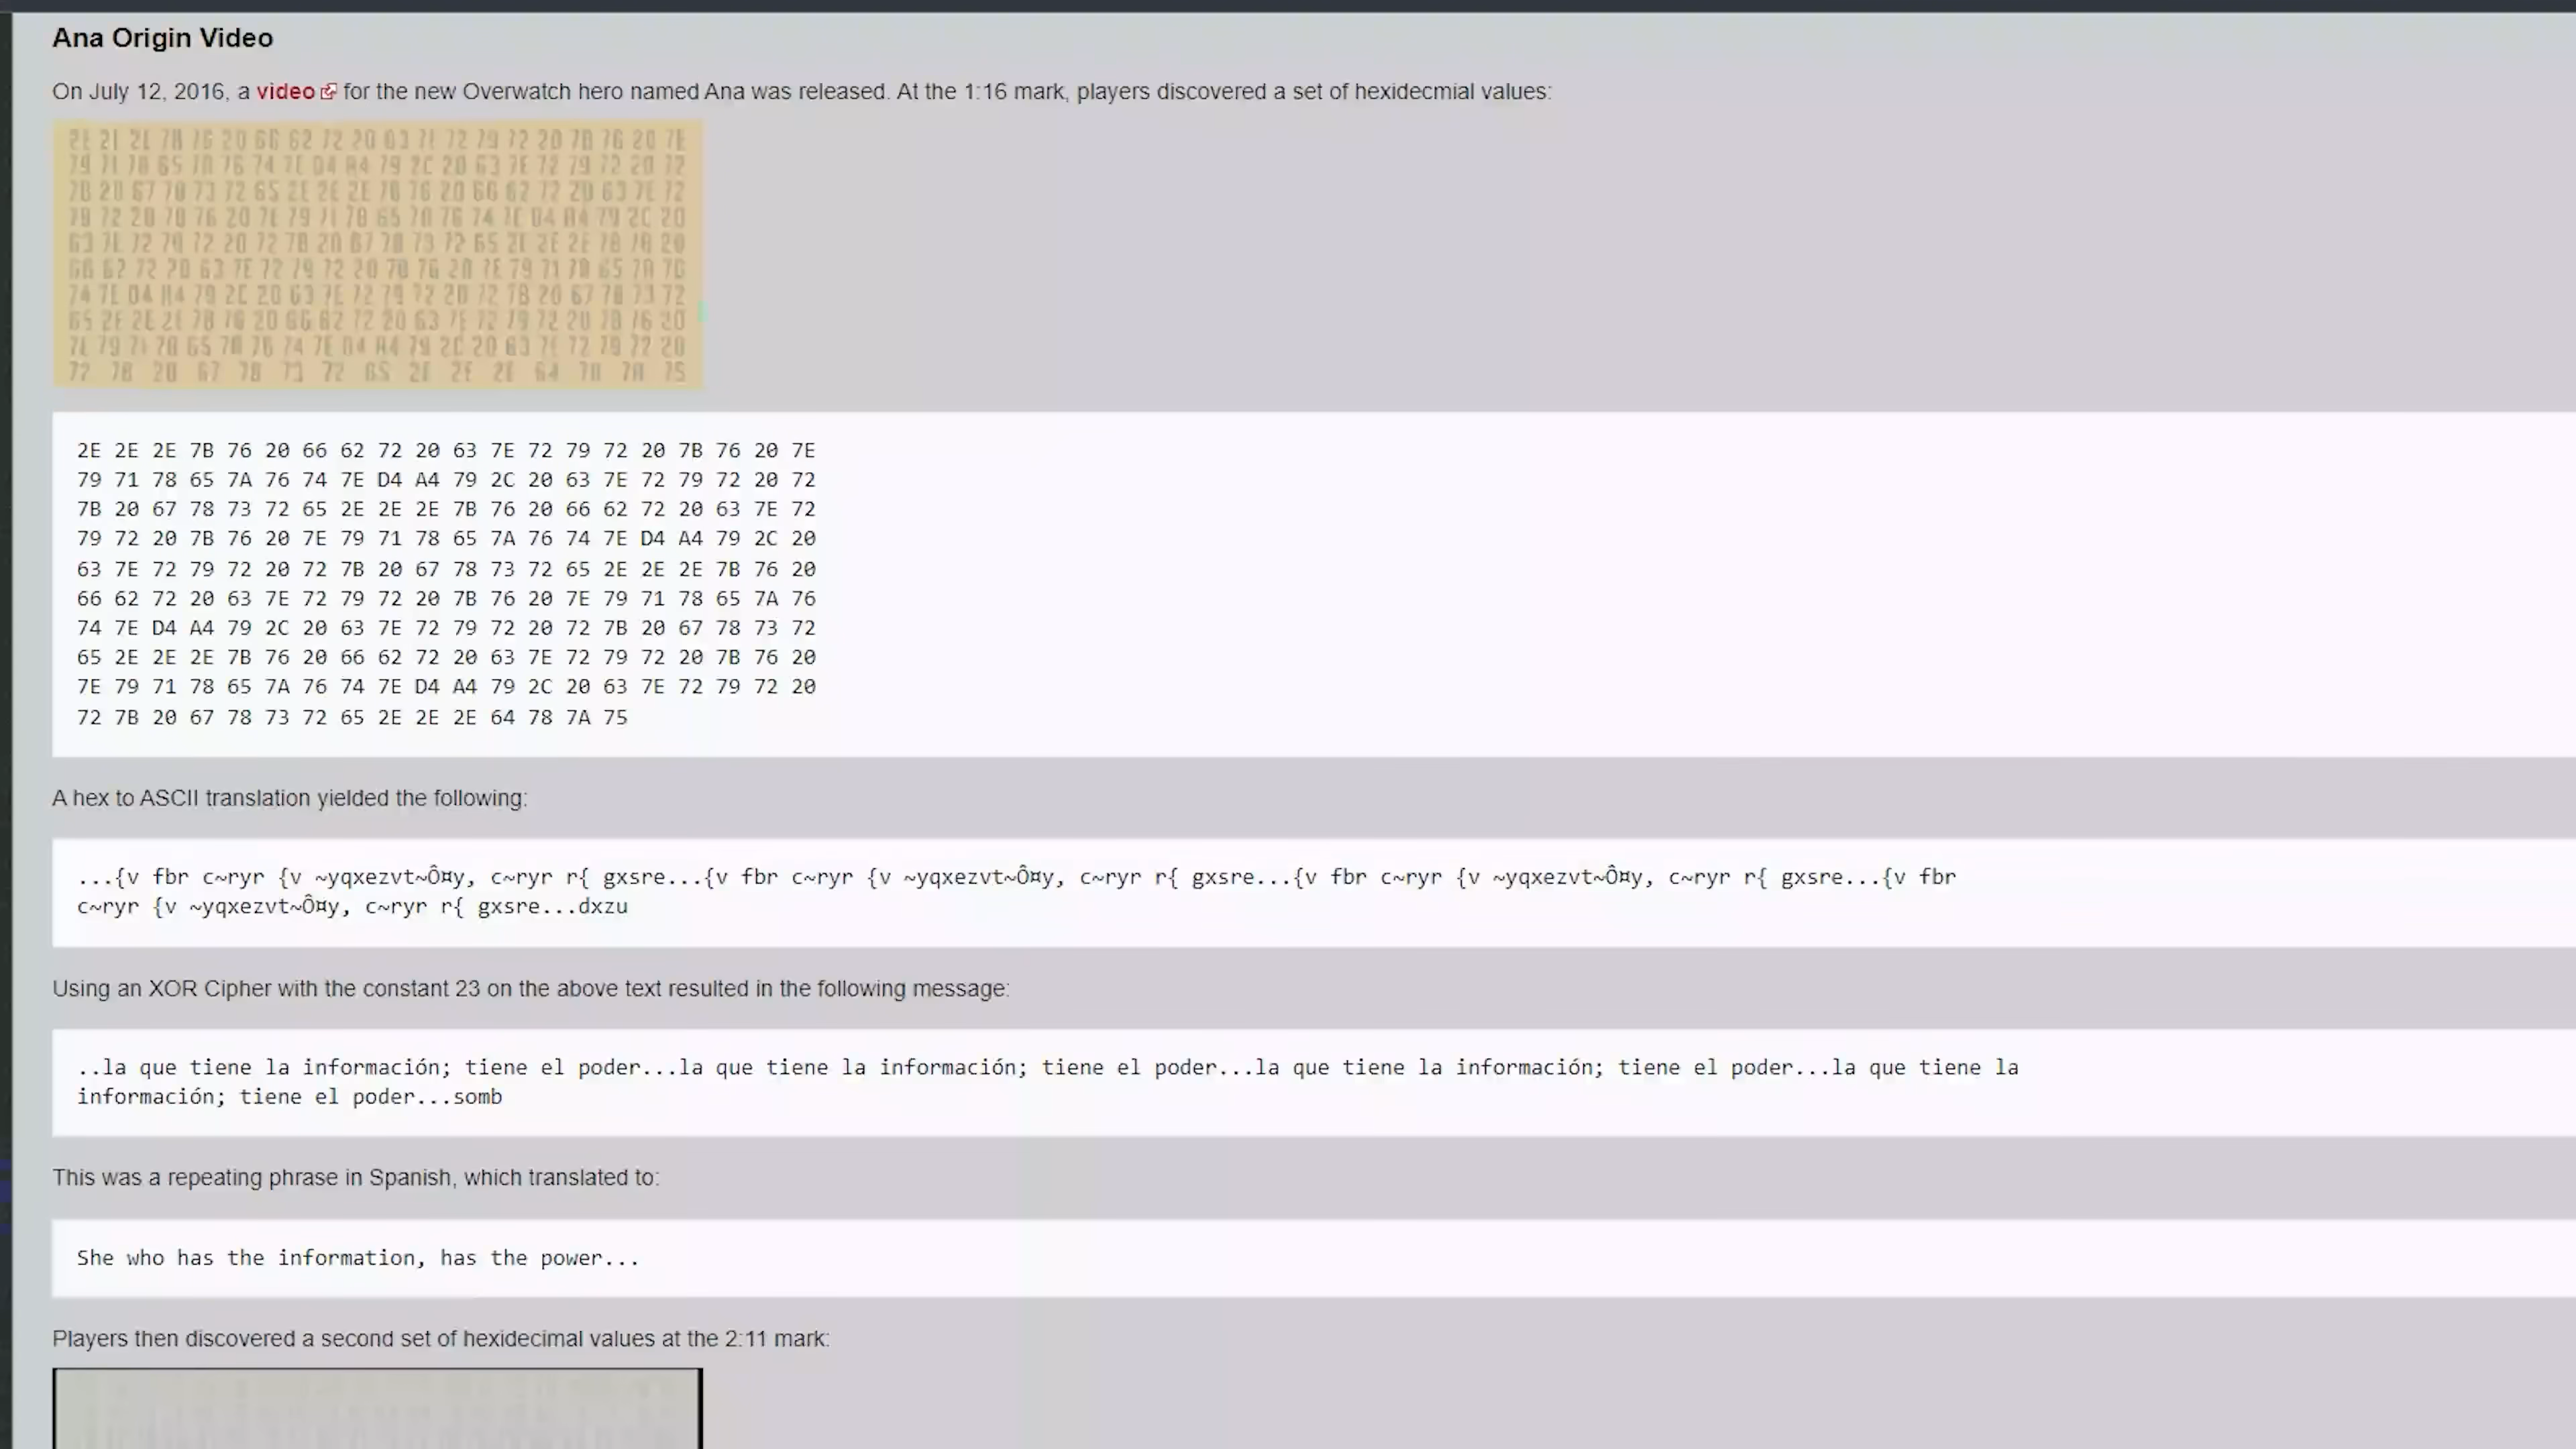 Ana Origin Video
On July 12, 2016, a video for the new Overwatch hero named Ana was released. At the 1:16 mark, players discovered a set of hexidecmial values:
2E 2E 2E 7B 76 20 66 62 72 20 63 7E 72 79 72 20 7B 76 20 7E
79 71 78 65 7A 76 74 7E D4 A4 79 2C 20 63 7E 72 79 72 20 72
7B 20 67 78 73 72 65 2E 2E 2E 7B 76 20 66 62 72 20 63 7E 72
79 72 20 7B 76 20 7E 79 71 78 65 7A 76 74 7E D4 A4 79 2C 20
63 7E 72 79 72 20 72 7B 20 67 78 73 72 65 2E 2E 2E 7B 76 20
66 62 72 20 63 7E 72 79 72 20 7B 76 20 7E 79 71 78 65 7A 76
74 7E D4 A4 79 2C 20 63 7E 72 79 72 20 72 7B 20 67 78 73 72
65 2E 2E 2E 7B 76 20 66 62 72 20 63 7E 72 79 72 20 7B 76 20
7E 79 71 78 65 7A 76 74 7E D4 A4 79 2C 20 63 7E 72 79 72 20
72 7B 20 67 78 73 72 65 2E 2E 2E 64 78 7A 75
A hex to ASCII translation yielded the following:
...{v fbr c~ryr {v ~yqxezvt~Ô¤y, c~ryr r{ gxsre...{v fbr c~ryr {v ~yqxezvt~Ô¤y, c~ryr r{ gxsre...{v fbr c~ryr {v ~yqxezvt~Ô¤y, c~ryr r{ gxsre...{v fbr
c~ryr {v ~yqxezvt~Ô¤y, c~ryr r{ gxsre...dxzu
Using an XOR Cipher with the constant 23 on the above text resulted in the following message:
..la que tiene la información; tiene el poder...la que tiene la información; tiene el poder...la que tiene la información; tiene el poder...la que tiene la
información; tiene el poder...somb
This was a repeating phrase in Spanish, which translated to:
She who has the information, has the power...
Players then discovered a second set of hexidecimal values at the 2:11 mark: